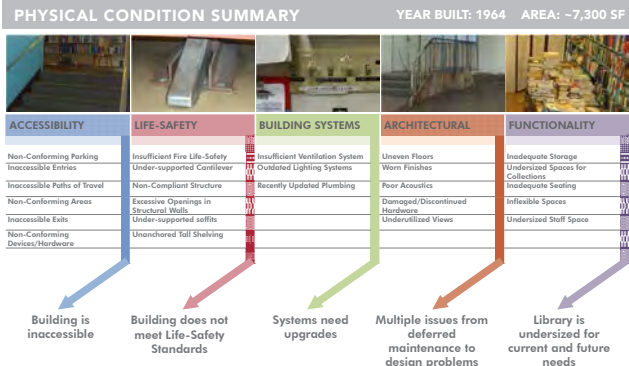 PHYSICAL CONDITION SUMMARY
YEAR BUILT: 1964 AREA: ~7,300 SF
ACCESSIBILITY
Non-Conforming Parking
Inaccessible Entries
Inaccessible Paths of Travel
Non-Conforming Areas
Inaccessible Exits
Non-Conforming
Devices/Hardware
Building is
inaccessible
LIFE-SAFETY
Insufficient Fire Life-Safety
Under-supported Cantilever
Non-Compliant Structure
Excessive Openings in
Structural Walls
Under-supported soffits
Unanchored Tall Shelving
Building does not
meet Life-Safety
Standards
BUILDING SYSTEMS
Insufficient Ventilation System
Outdated Lighting Systems
Recently Updated Plumbing
Systems need
upgrades
ARCHITECTURAL
Uneven Floors
Worn Finishes
Poor Acoustics
Damaged/Discontinued
Hardware
Underutilized Views
Multiple issues from
deferred
maintenance to
design problems
FUNCTIONALITY
Inadequate Storage
Undersized Spaces for
Collections
Inadequate Seating
Inflexible Spaces
Undersized Staff Space
Library is
undersized for
current and future
needs